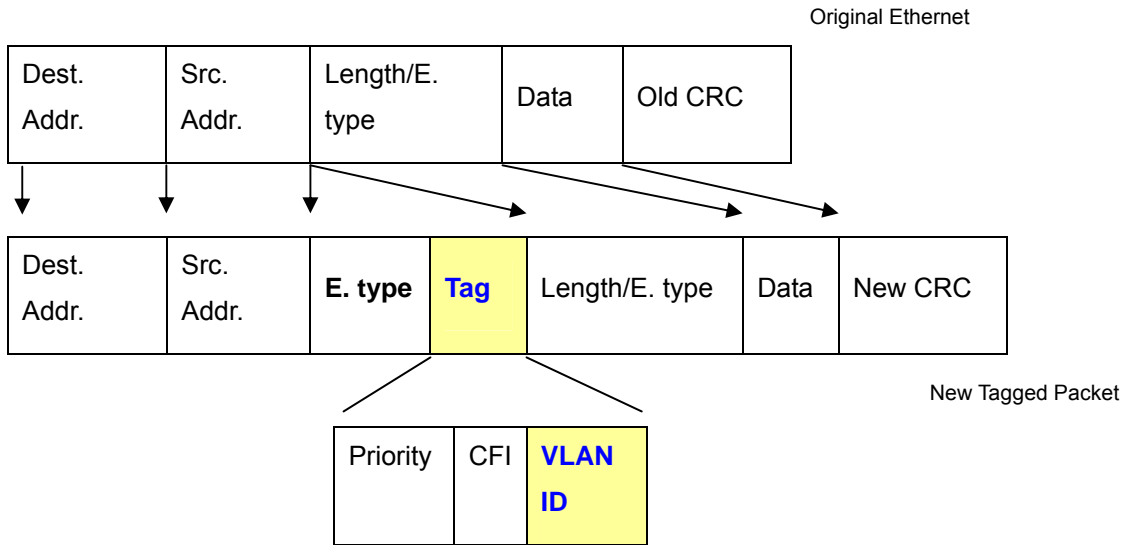 Original Ethernet
Dest.
Addr.
Src.
Addr.
Length/E.
type
Data
Old CRC
Dest.
Addr.
Src.
Addr.
E. type
Tag
Length/E. type
Data
New CRC
New Tagged Packet
Priority
CFI
VLAN
ID